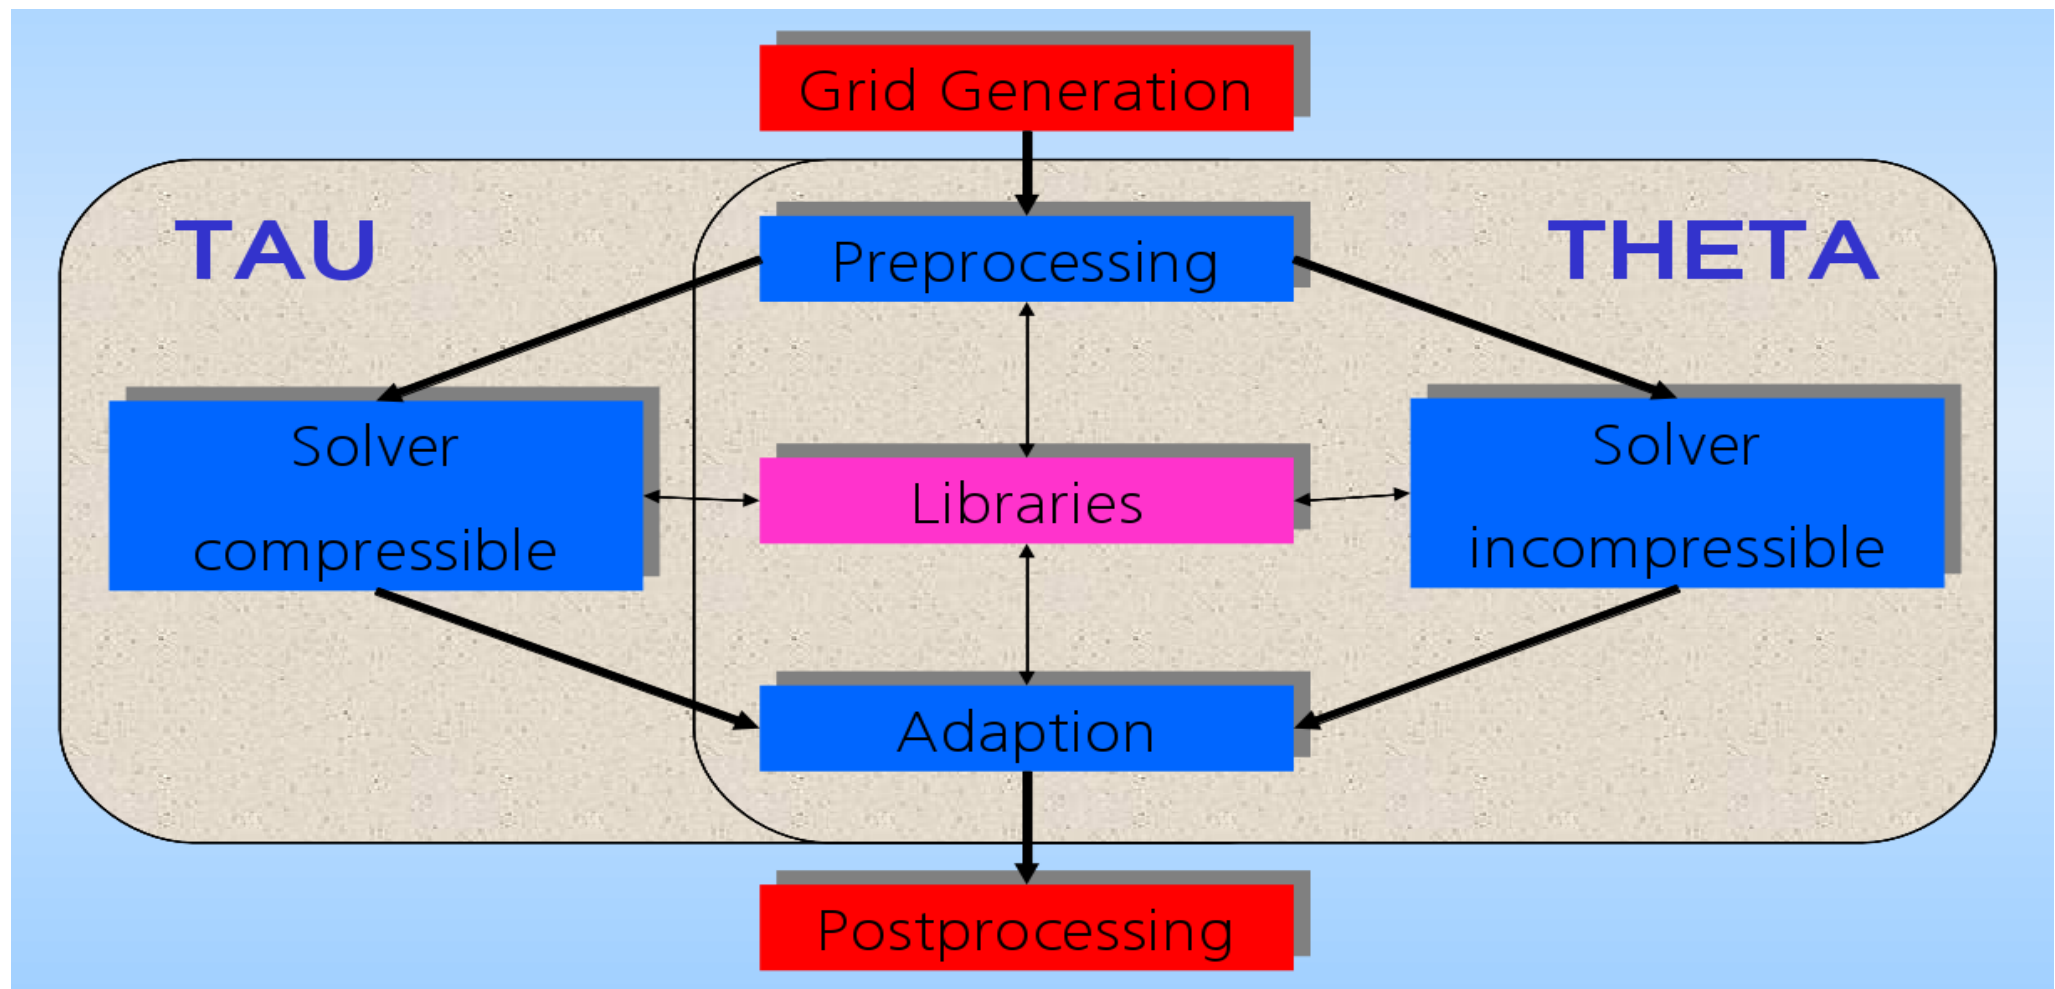 Grid Generation
TAU
THETA
Preprocessing
Solver
compressible
Libraries
Solver
incompressible
Adaption
Postprocessing